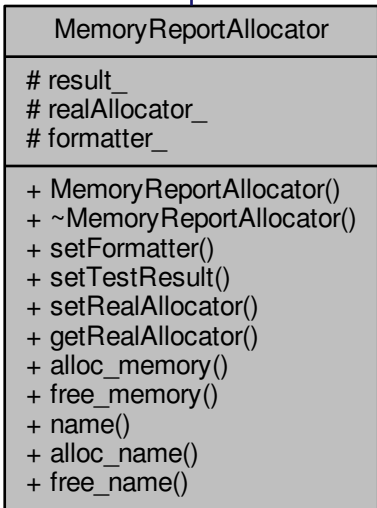 MemoryReportAllocator
# result_
# realAllocator_
# formatter_
+ MemoryReportAllocator()
+ ~MemoryReportAllocator()
+ setFormatter()
+ setTestResult()
+ setRealAllocator()
+ getRealAllocator()
+ alloc_memory()
+ free_memory()
+ name()
+ alloc_name()
+ free_name()